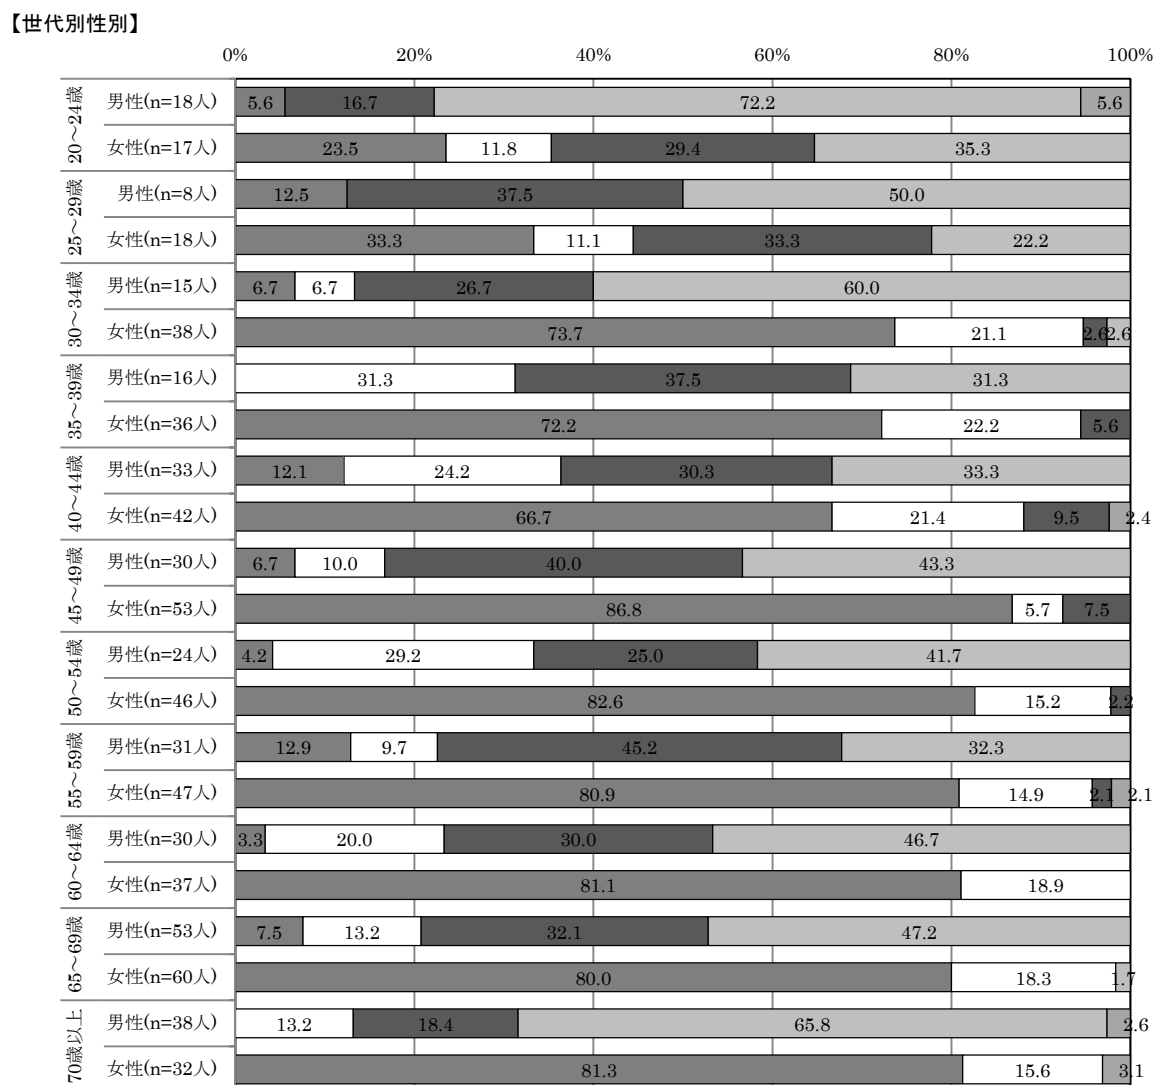 【世代別性別】
0% 20% 40% 60% 80% 100%
20～24歳
男性(n=18人) 5.6 16.7 72.2 5.6
女性(n=17人) 23.5 11.8 29.4 35.3
25～29歳
男性(n=8人) 12.5 37.5 50.0
女性(n=18人) 33.3 11.1 33.3 22.2
30～34歳
男性(n=15人) 6.7 6.7 26.7 60.0
女性(n=38人) 73.7 21.1 2.6 2.6
35～39歳
男性(n=16人) 31.3 37.5 31.3
女性(n=36人) 72.2 22.2 5.6
40～44歳
男性(n=33人) 12.1 24.2 30.3 33.3
女性(n=42人) 66.7 21.4 9.5 2.4
45～49歳
男性(n=30人) 6.7 10.0 40.0 43.3
女性(n=53人) 86.8 5.7 7.5
50～54歳
男性(n=24人) 4.2 29.2 25.0 41.7
女性(n=46人) 82.6 15.2 2.2
55～59歳
男性(n=31人) 12.9 9.7 45.2 32.3
女性(n=47人) 80.9 14.9 2.1 2.1
60～64歳
男性(n=30人) 3.3 20.0 30.0 46.7
女性(n=37人) 81.1 18.9
65～69歳
男性(n=53人) 7.5 13.2 32.1 47.2
女性(n=60人) 80.0 18.3 1.7
70歳以上
男性(n=38人) 13.2 18.4 65.8 2.6
女性(n=32人) 81.3 15.6 3.1